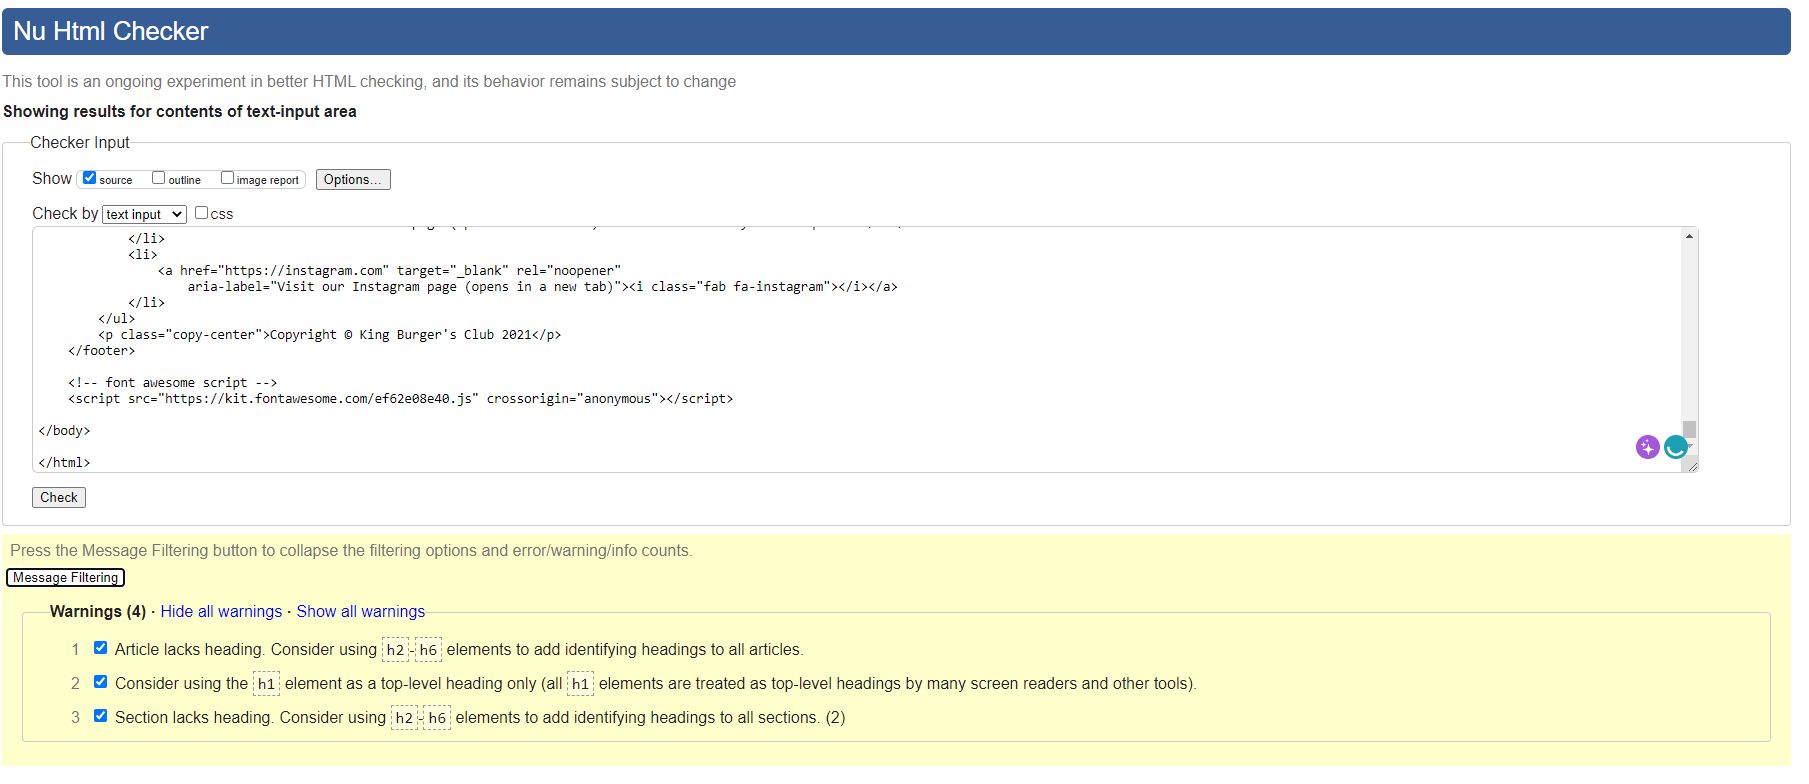 Nu Html Checker
This tool is an ongoing experiment in better HTML checking, and its behavior remains subject to change
Showing results for contents of text-input area
Checker Input
Show source outline image report Options...
Check by text input css
</li>
<li>
<a href="https://instagram.com" target="_blank" rel="noopener"
aria-label="Visit our Instagram page (opens in a new tab)"><i class="fab fa-instagram"></i></a>
</li>
</ul>
<p class="copy-center">Copyright © King Burger's Club 2021</p>
</footer>
<!-- font awesome script -->
<script src="https://kit.fontawesome.com/ef62e08e40.js" crossorigin="anonymous"></script>
</body>
</html>
Check
Press the Message Filtering button to collapse the filtering options and error/warning/info counts.
Message Filtering
Warnings (4) · Hide all warnings · Show all warnings
1 Article lacks heading. Consider using h2-h6 elements to add identifying headings to all articles.
2 Consider using the h1 element as a top-level heading only (all h1 elements are treated as top-level headings by many screen readers and other tools).
3 Section lacks heading. Consider using h2-h6 elements to add identifying headings to all sections. (2)